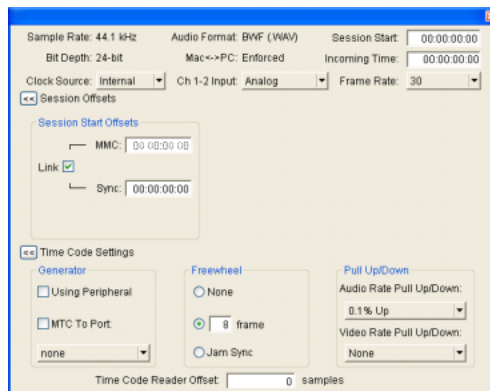 Sample Rate: 44.1 kHz Audio Format: BWF (.WAV) Session Start: 00:00:00:00
Bit Depth: 24-bit Mac<->PC: Enforced Incoming Time: 00:00:00:00
Clock Source: Internal Ch 1-2 Input: Analog Frame Rate: 30
<< Session Offsets
Session Start Offsets
MMC: 00:00:00:00
Link
Sync: 00:00:00:00
<< Time Code Settings
Generator Freewheel Pull Up/Down
Using Peripheral None Audio Rate Pull Up/Down:
0.1% Up
MTC To Port: 8 frame Video Rate Pull Up/Down:
none Jam Sync None
Time Code Reader Offset: 0 samples